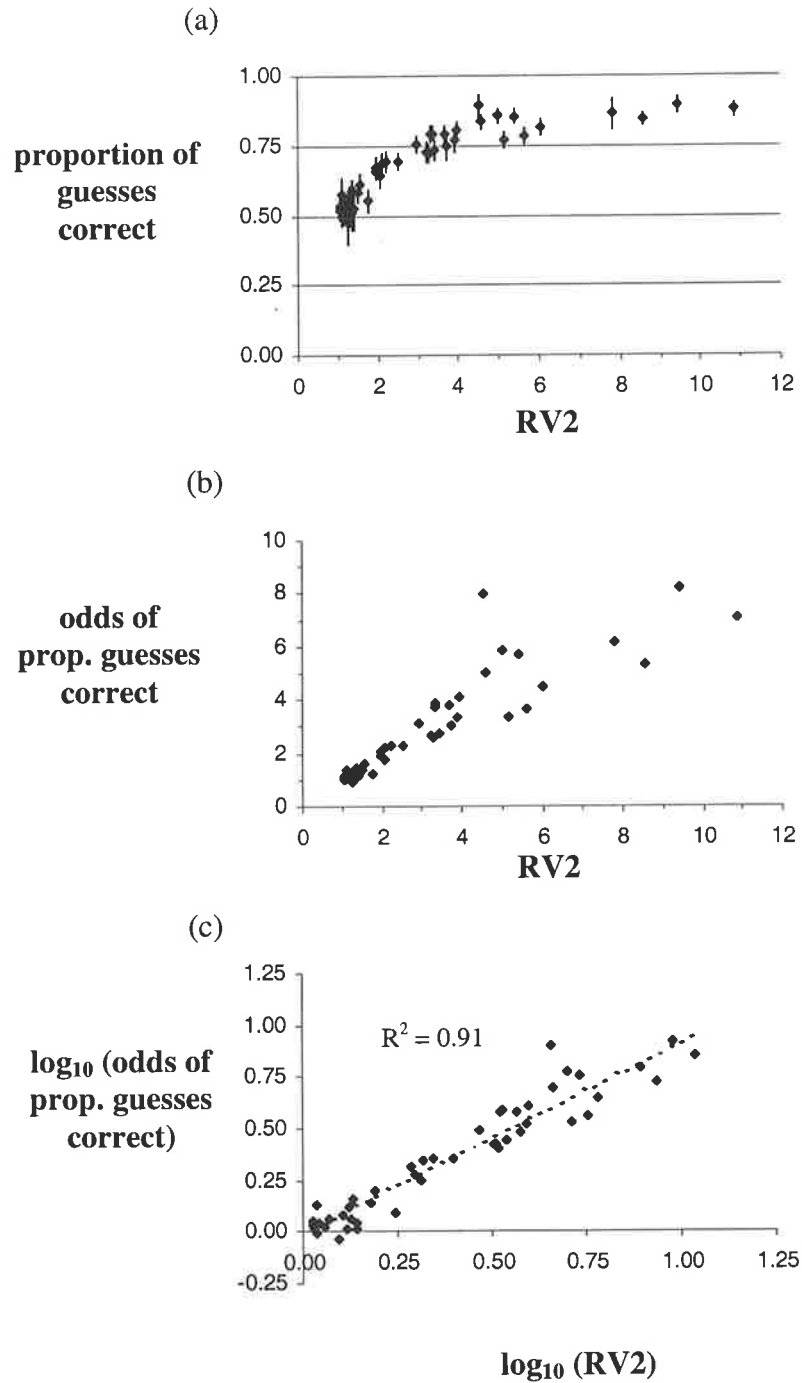 (a)
1.00
0.75
0.50
0.25
0.00
proportion of
guesses
correct
0 2 4 6 8 10 12
RV2
(b)
10
8
6
4
2
0
odds of
prop. guesses
correct
0 2 4 6 8 10 12
RV2
(c)
1.25
1.00
0.75
0.50
0.25
0.00
-0.25
R² = 0.91
log₁₀ (odds of
prop. guesses
correct)
0.00 0.25 0.50 0.75 1.00 1.25
log₁₀ (RV2)